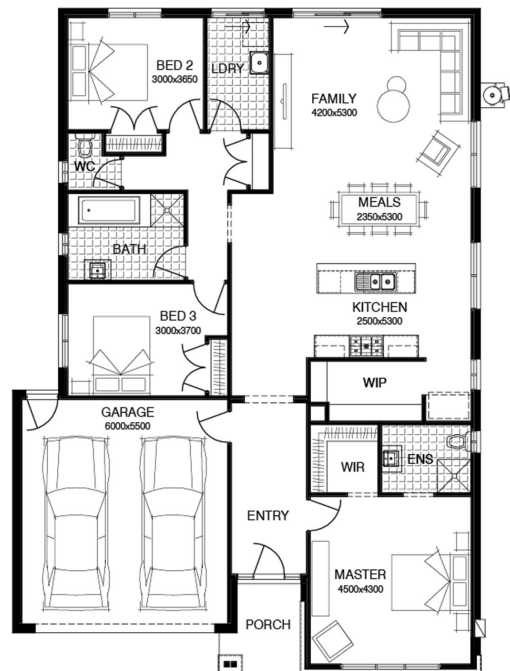 BED 2
3000x3650
LDRY
FAMILY
4200x5300
WC
MEALS
2350x5300
BATH
KITCHEN
2500x5300
BED 3
3000x3700
WIP
GARAGE
6000x5500
WIR
ENS
ENTRY
MASTER
4500x4300
PORCH